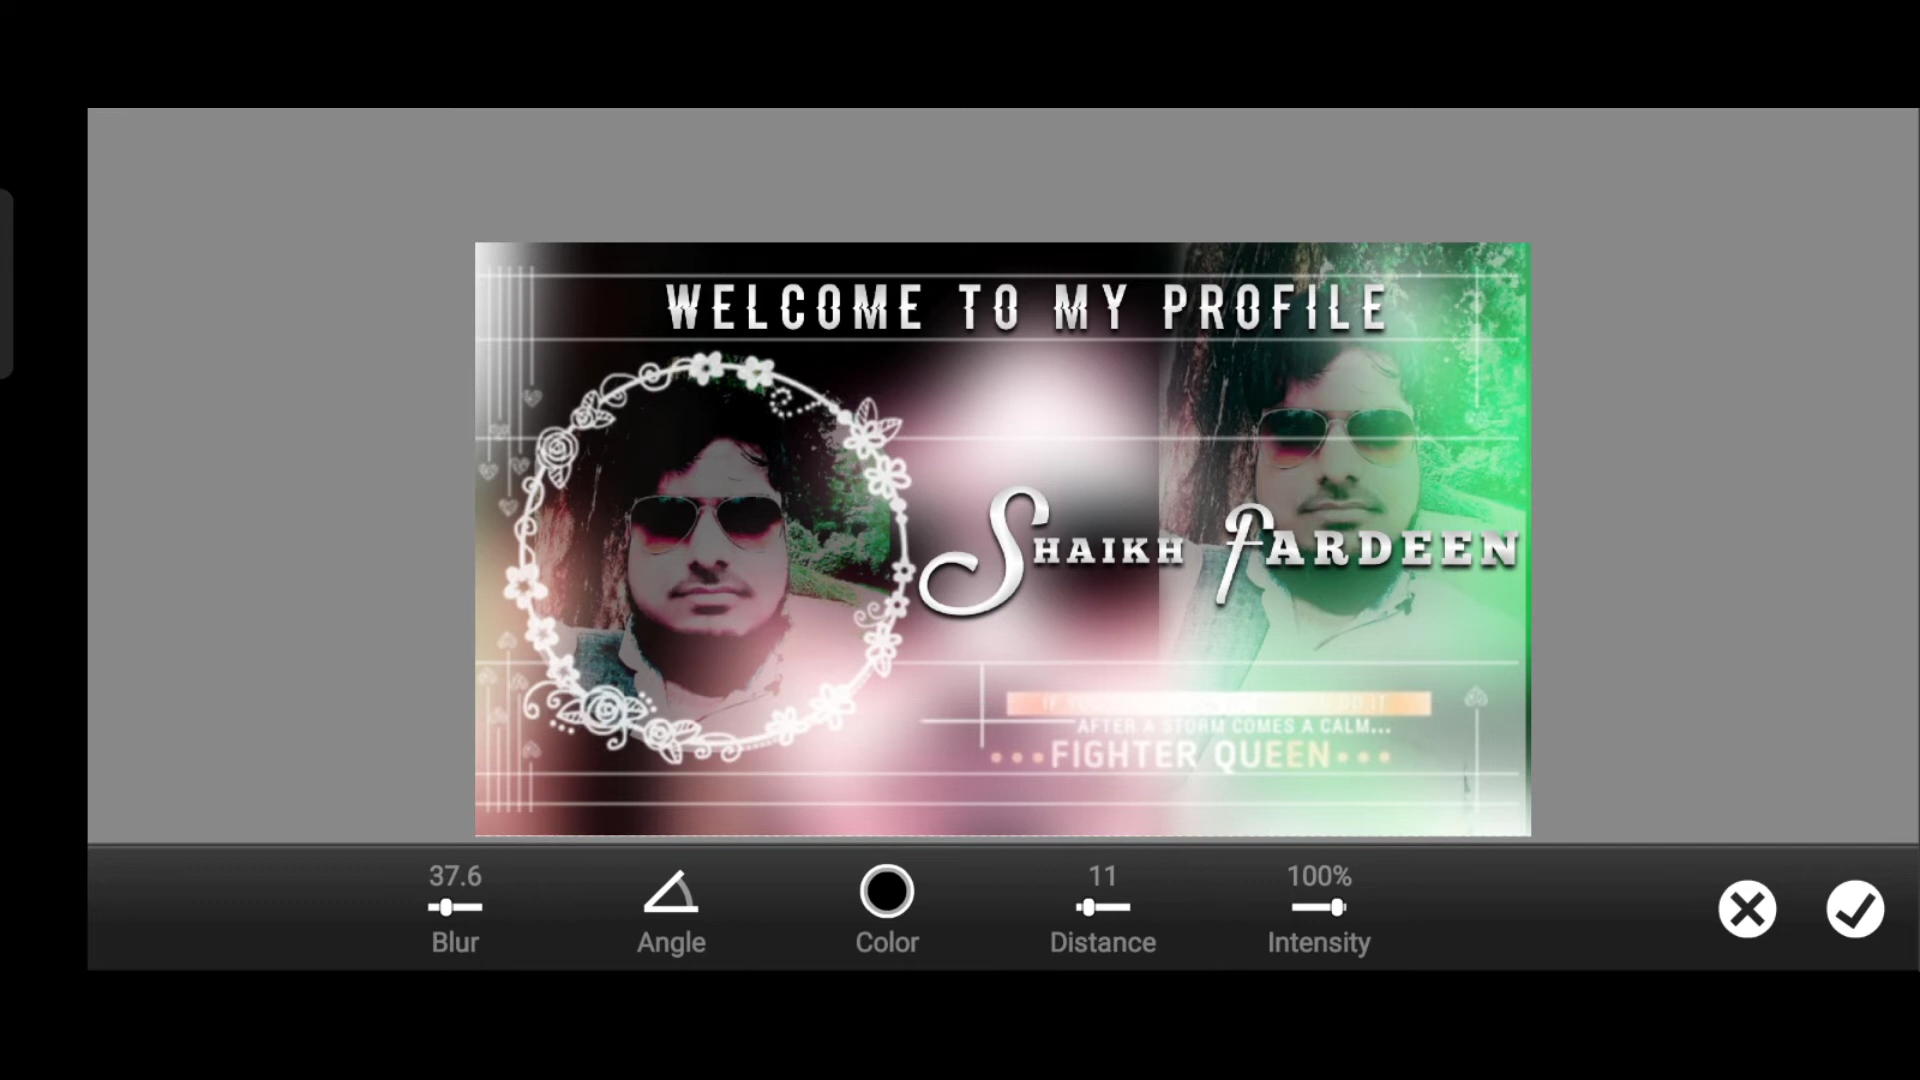 WELCOME TO MY PROFILE
SHAIKH FARDEEN
AFTER A STORM COMES A CALM...
•••FIGHTER QUEEN•••
37.6
11
100%
Blur
Angle
Color
Distance
Intensity